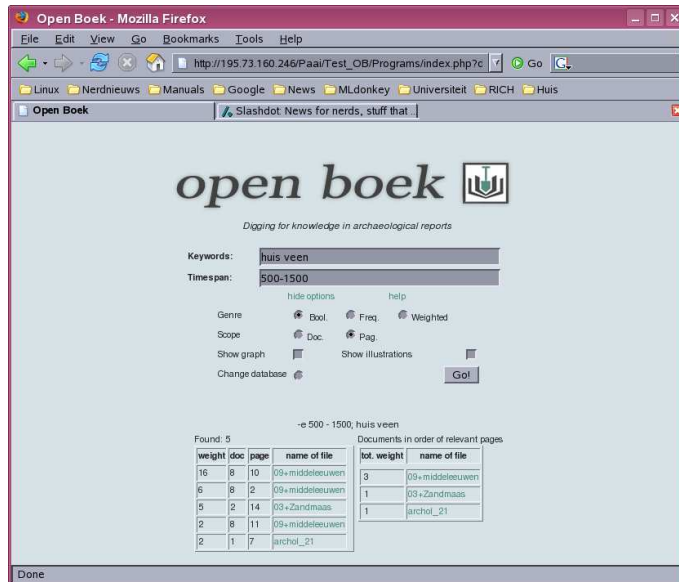 Open Boek - Mozilla Firefox
File Edit View Go Bookmarks Tools Help
http://195.73.160.246/Paai/Test_OB/Programs/index.php?c Go G
Linux Nerdnieuws Manuals Google News MLdonkey Universiteit RICH Huis
Open Boek Slashdot: News for nerds, stuff that ..
open boek
Digging for knowledge in archaeological reports
Keywords: huis veen
Timespan: 500-1500
hide options help
Genre Bool. Freq. Weighted
Scope Doc. Pag.
Show graph Show illustrations
Change database Go!
-e 500 - 1500; huis veen
Found: 5 Documents in order of relevant pages
weight doc page name of file tot. weight name of file
16 8 10 09+middeleeuwen 3 09+middeleeuwen
6 8 2 09+middeleeuwen 1 03+Zandmaas
5 2 14 03+Zandmaas 1 archol_21
2 8 11 09+middeleeuwen
2 1 7 archol_21
Done